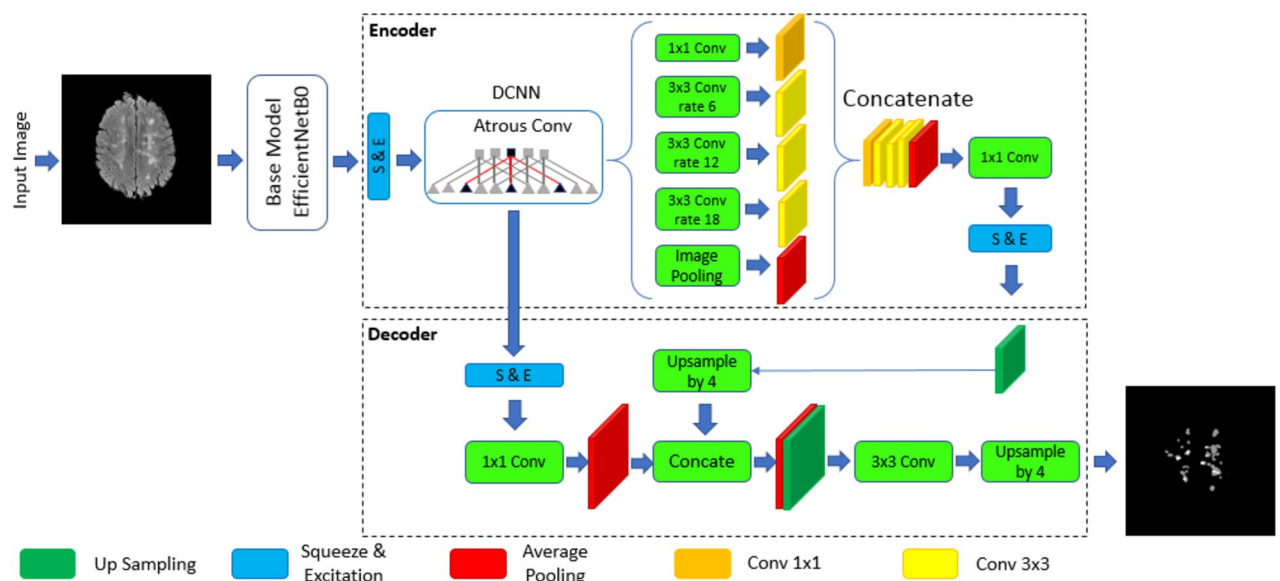 Encoder
Input Image
Base Model
EfficientNetB0
S & E
DCNN
Atrous Conv
1x1 Conv
3x3 Conv
rate 6
3x3 Conv
rate 12
3x3 Conv
rate 18
Image
Pooling
Concatenate
1x1 Conv
S & E
Decoder
S & E
Upsample
by 4
1x1 Conv
Concate
3x3 Conv
Upsample
by 4
Up Sampling
Squeeze &
Excitation
Average
Pooling
Conv 1x1
Conv 3x3